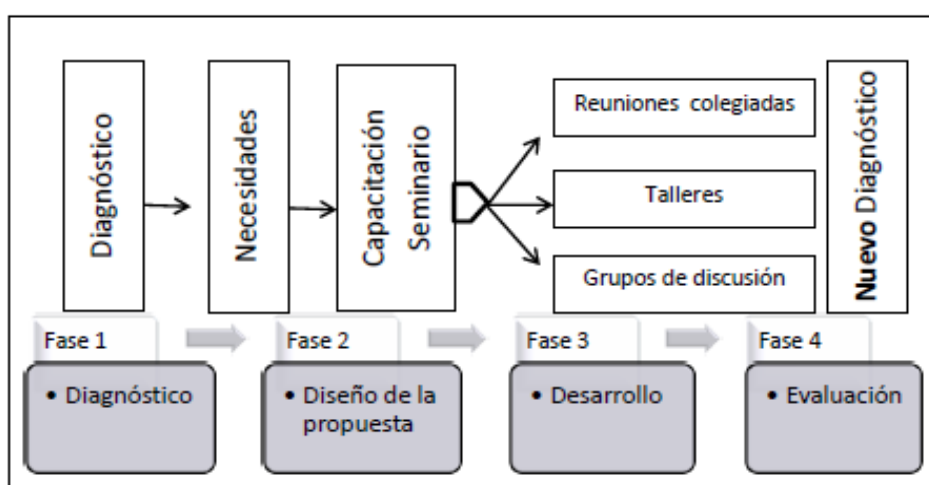 Diagnóstico
Necesidades
Capacitación
Seminario
Reuniones colegiadas
Talleres
Grupos de discusión
Nuevo Diagnóstico
Fase 1
• Diagnóstico
Fase 2
• Diseño de la
propuesta
Fase 3
• Desarrollo
Fase 4
• Evaluación